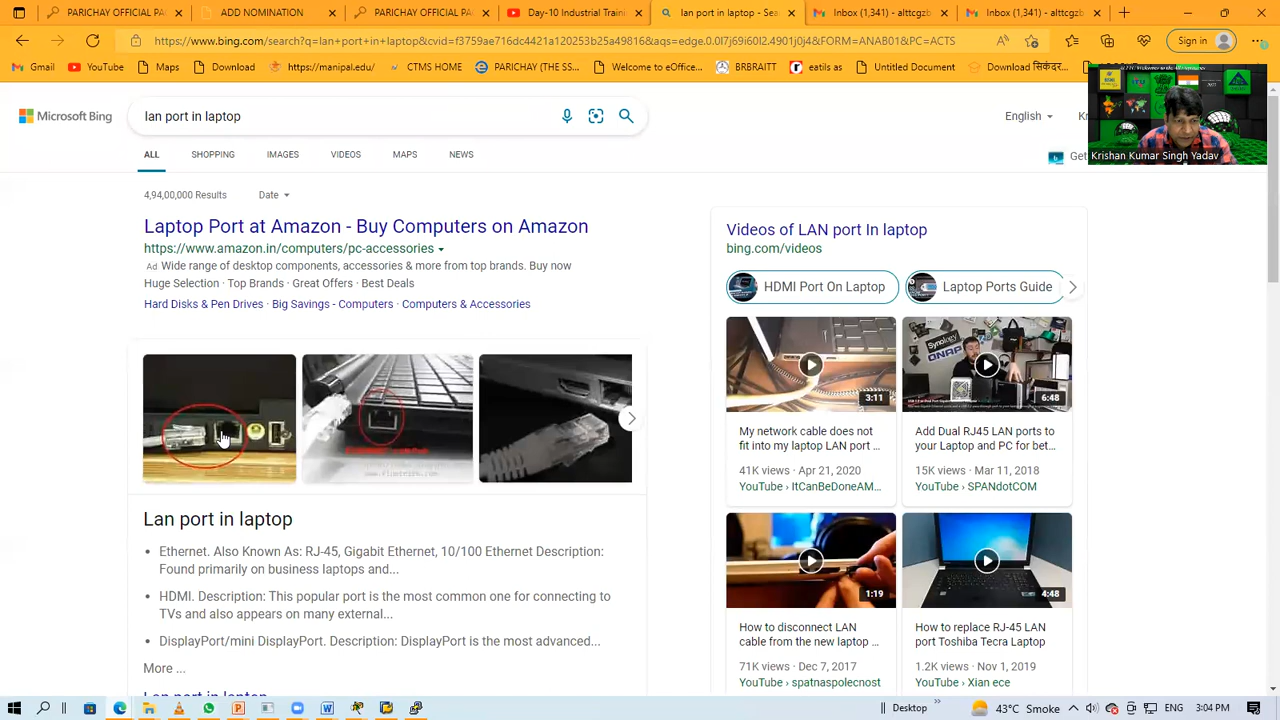 PARICHAY OFFICIAL PA
ADD NOMINATION
PARICHAY OFFICIAL PAC
Day-10 Industrial Traini
lan port in laptop - Sear
Inbox (1,341) - alttcgzb
Inbox (1,341) - alttcgzb
https://www.bing.com/search?q=lan+port+in+laptop&cvid=f3759ae716d44421a120253b25a49816&aqs=edge.0.0l7j69i60l2.4901j0j4&FORM=ANAB01&PC=ACTS
Sign in
Gmail
YouTube
Maps
Download
https://manipal.edu/
CTMS HOME
PARICHAY (THE SS...
Welcome to eOffice...
BRBRAITT
eatils as
Untitled Document
Download सिकंदर...
Microsoft Bing
lan port in laptop
English
Kr
ALL
SHOPPING
IMAGES
VIDEOS
MAPS
NEWS
Get
Krishan Kumar Singh Yadav
4,94,00,000 Results
Date
Laptop Port at Amazon - Buy Computers on Amazon
https://www.amazon.in/computers/pc-accessories
Ad Wide range of desktop components, accessories & more from top brands. Buy now
Huge Selection · Top Brands · Great Offers · Best Deals
Hard Disks & Pen Drives · Big Savings - Computers · Computers & Accessories
Lan port in laptop
• Ethernet. Also Known As: RJ-45, Gigabit Ethernet, 10/100 Ethernet Description:
Found primarily on business laptops and...
• HDMI. Description: This popular port is the most common one for connecting to
TVs and also appears on many external...
• DisplayPort/mini DisplayPort. Description: DisplayPort is the most advanced...
More ...
Lan port in laptop
Videos of LAN port In laptop
bing.com/videos
HDMI Port On Laptop
Laptop Ports Guide
3:11
Synology
QNAP
6:48
My network cable does not
fit into my laptop LAN port ...
41K views · Apr 21, 2020
YouTube › ItCanBeDoneAM...
Add Dual RJ45 LAN ports to
your Laptop and PC for bet...
15K views · Mar 11, 2018
YouTube › SPANdotCOM
1:19
4:48
How to disconnect LAN
cable from the new laptop ...
71K views · Dec 7, 2017
YouTube › spatnaspolecnost
How to replace RJ-45 LAN
port Toshiba Tecra Laptop
1.2K views · Nov 1, 2019
YouTube › Xian ece
Desktop
43°C Smoke
ENG
3:04 PM